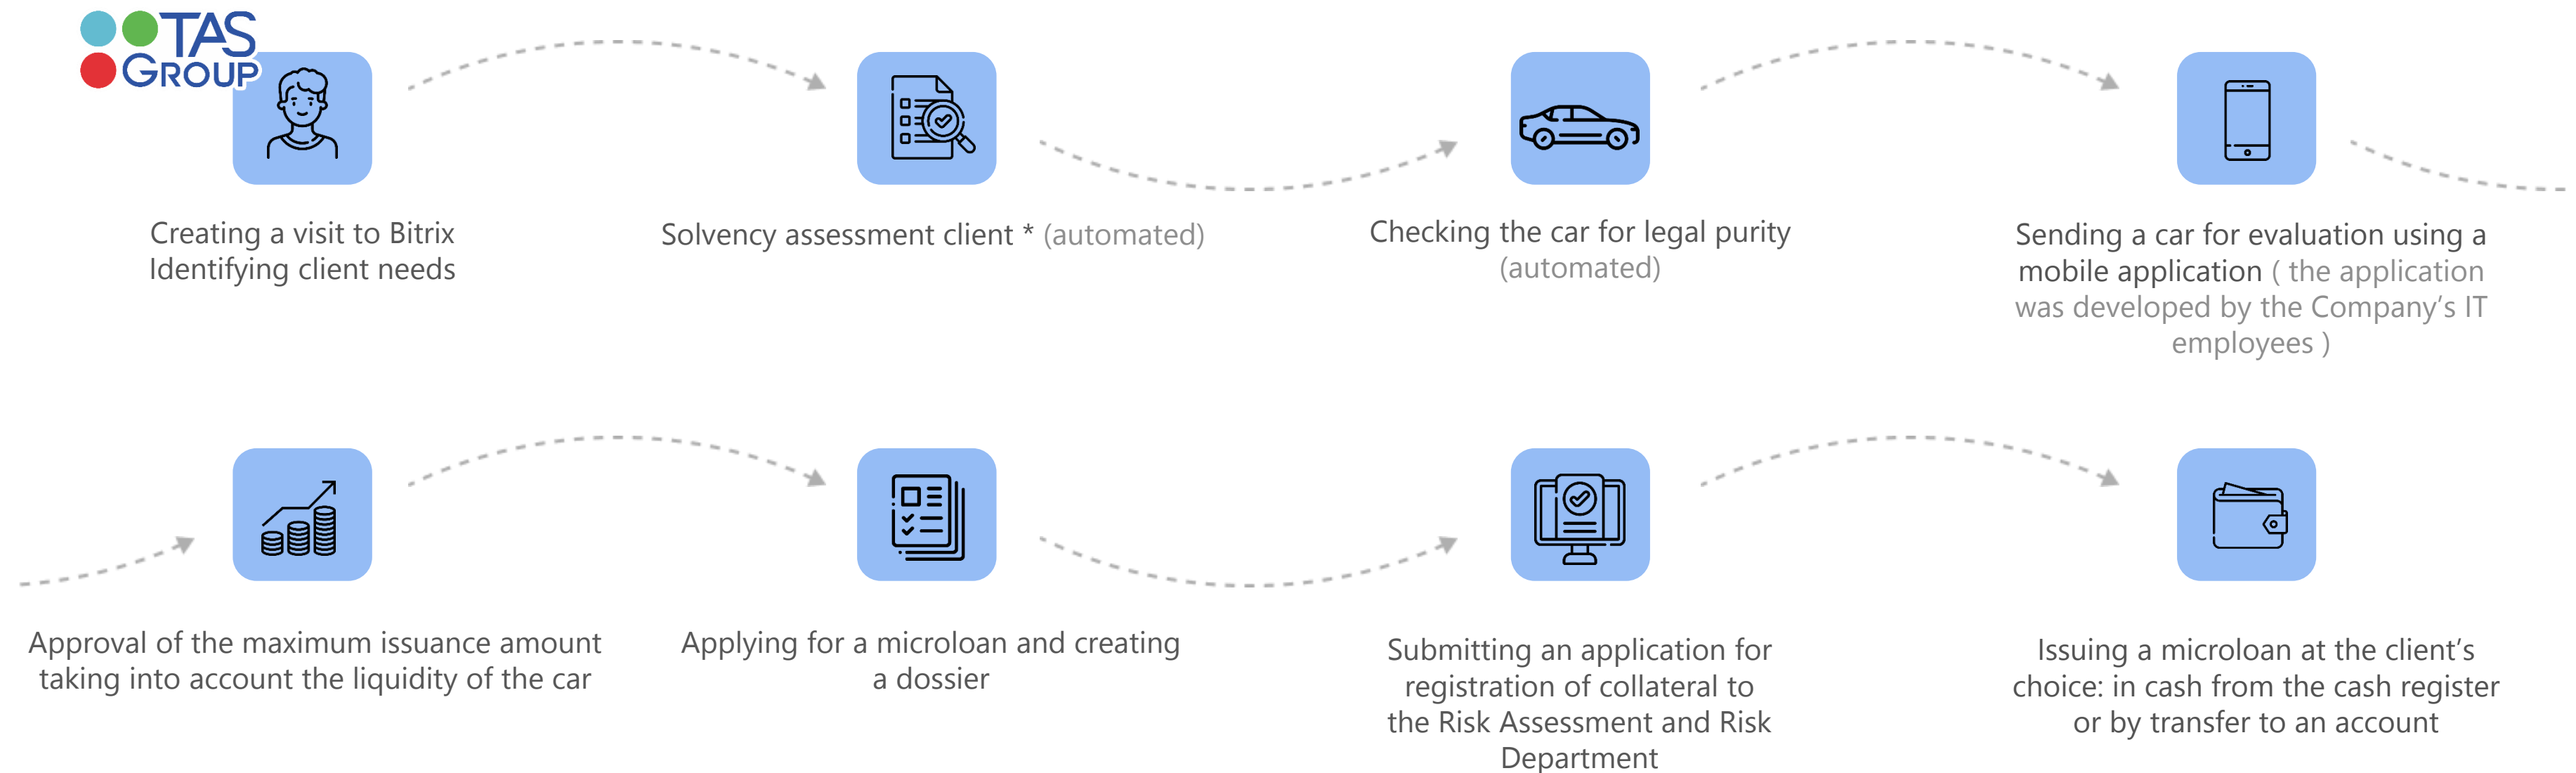 TAS
GROUP
Creating a visit to Bitrix
Identifying client needs
Solvency assessment client * (automated)
Checking the car for legal purity
(automated)
Sending a car for evaluation using a
mobile application ( the application
was developed by the Company's IT
employees )
Approval of the maximum issuance amount
taking into account the liquidity of the car
Applying for a microloan and creating
a dossier
Submitting an application for
registration of collateral to
the Risk Assessment and Risk
Department
Issuing a microloan at the client's
choice: in cash from the cash register
or by transfer to an account